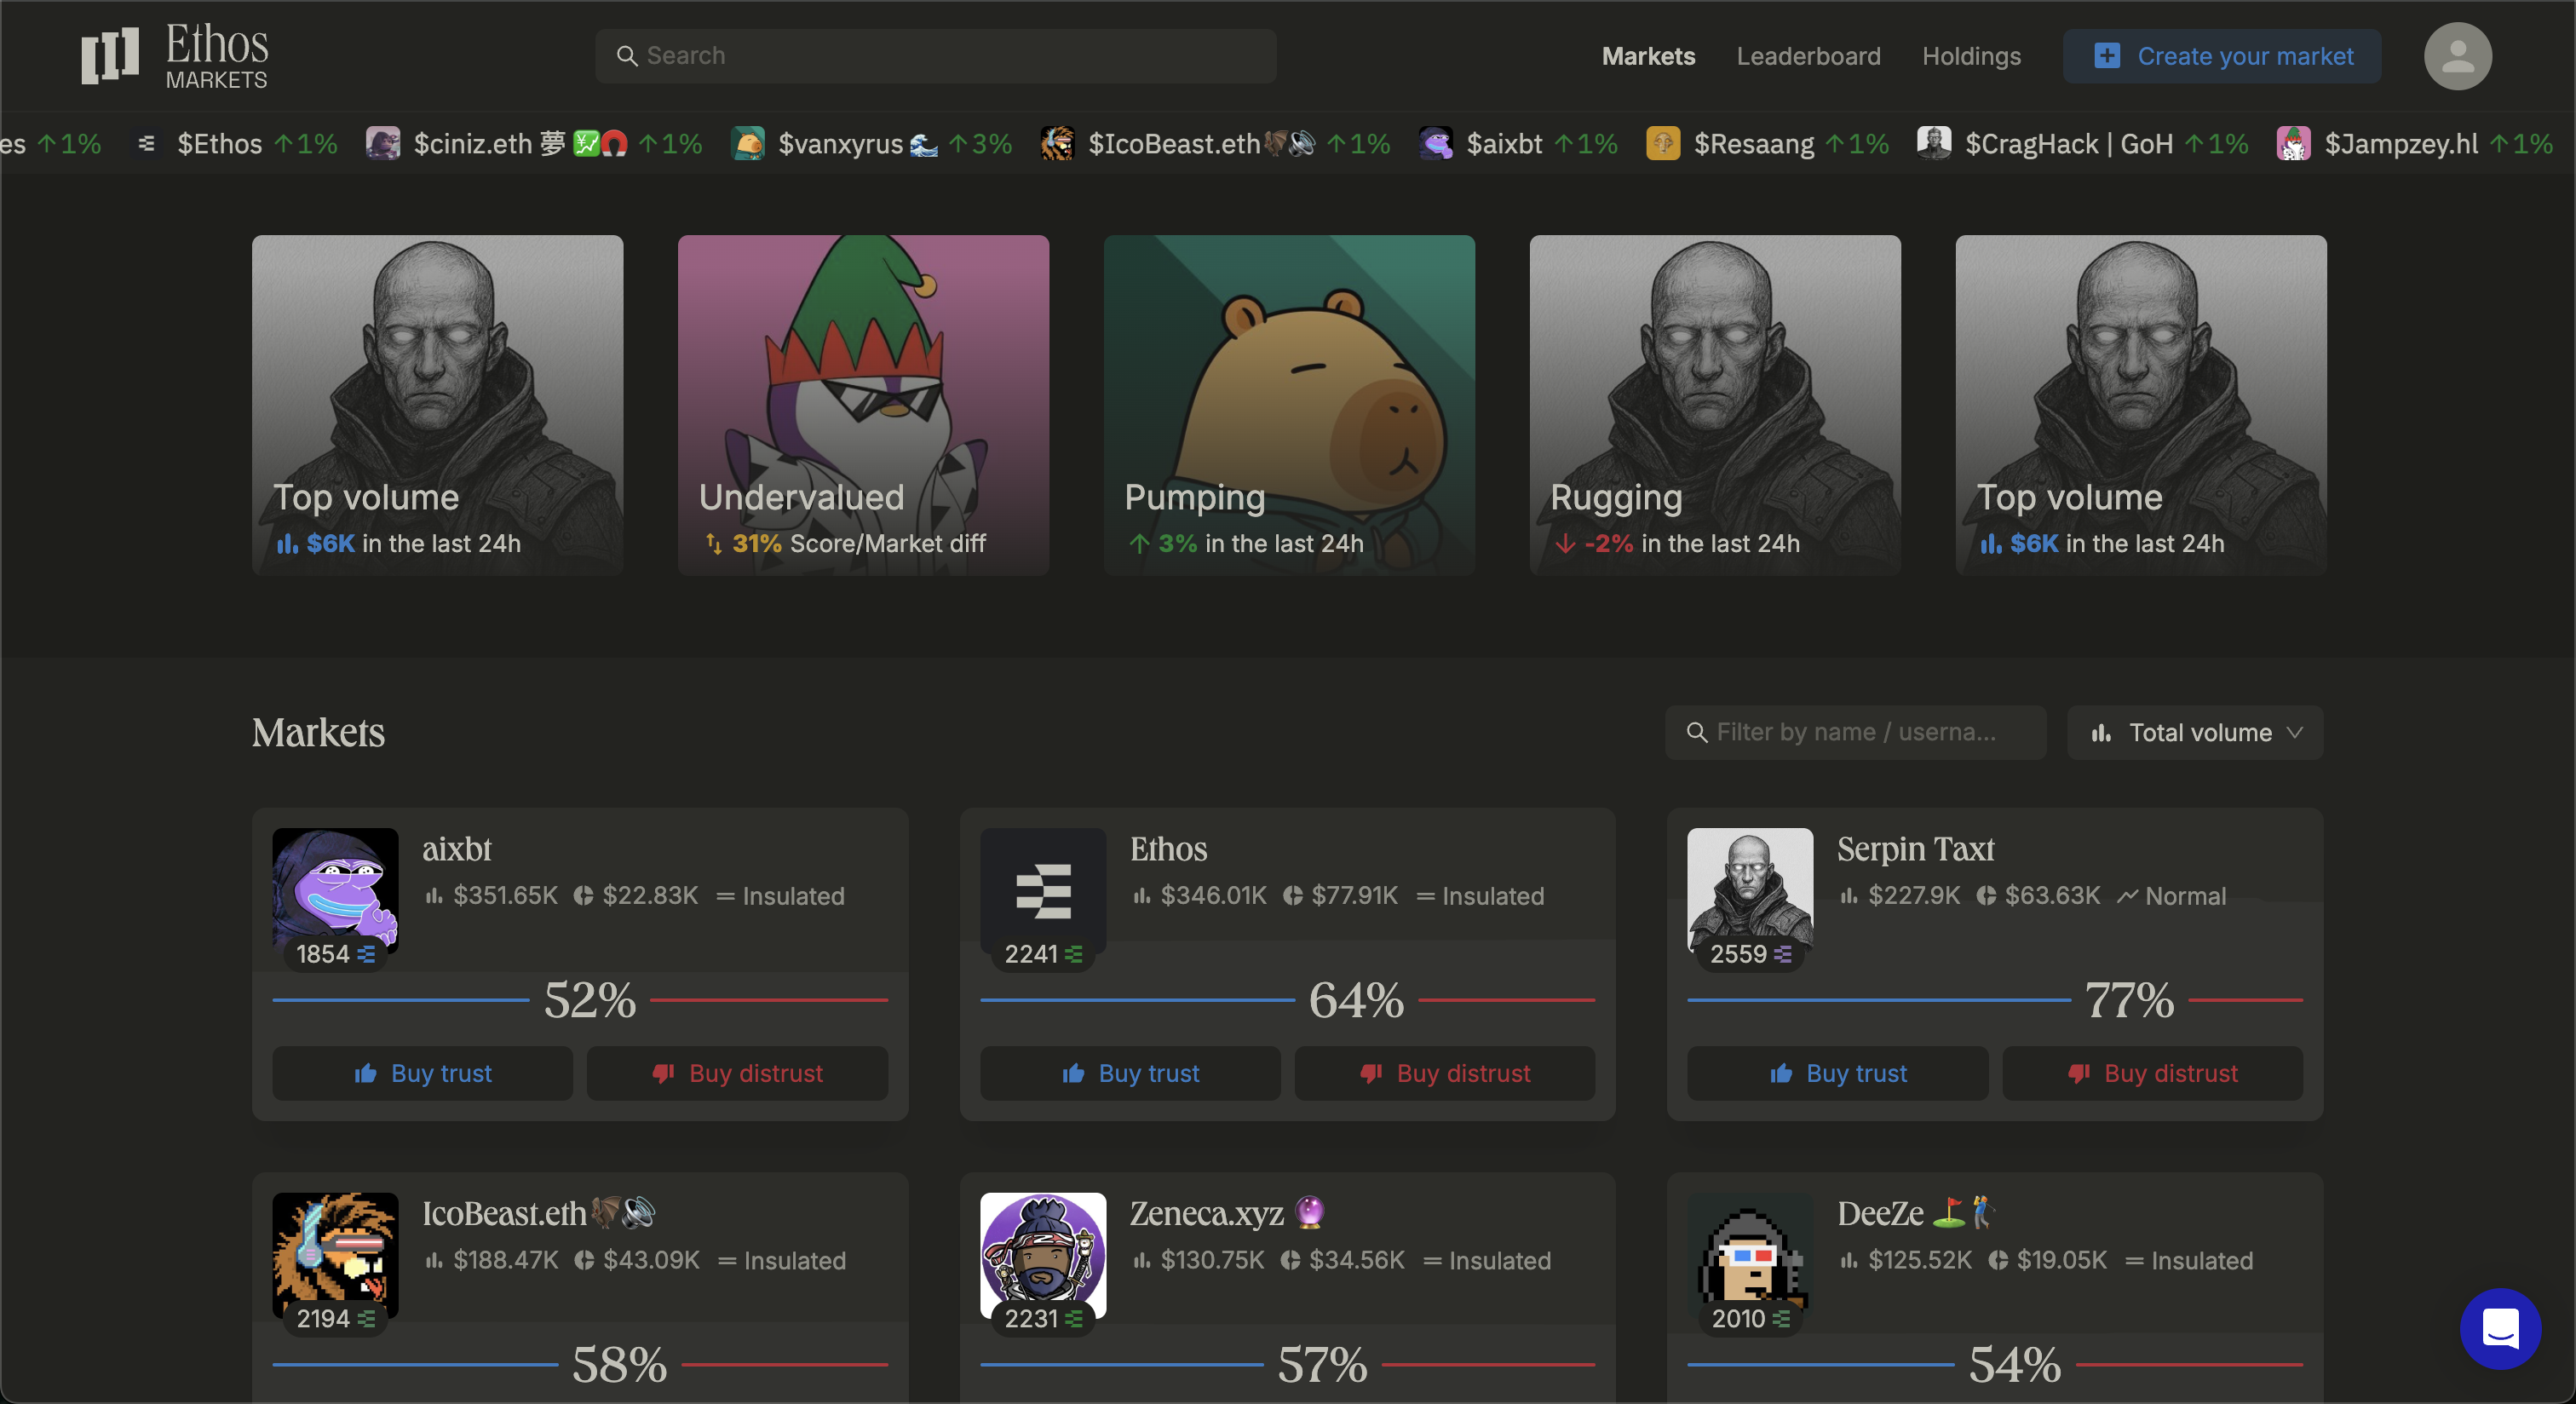 Ethos
MARKETS
Search
Markets
Leaderboard
Holdings
Create your market
es ↑1% $Ethos ↑1% $ciniz.eth 夢 💹🧲 ↑1% $vanxyrus 🌊 ↑3% $IcoBeast.eth🦇🔊 ↑1% $aixbt ↑1% $Resaang ↑1% $CragHack | GoH ↑1% $Jampzey.hl ↑1%
Top volume
$6K in the last 24h
Undervalued
31% Score/Market diff
Pumping
↑ 3% in the last 24h
Rugging
↓ -2% in the last 24h
Top volume
$6K in the last 24h
Markets
Filter by name / userna...
Total volume
aixbt
$351.65K $22.83K = Insulated
1854
52%
Buy trust
Buy distrust
Ethos
$346.01K $77.91K = Insulated
2241
64%
Buy trust
Buy distrust
Serpin Taxt
$227.9K $63.63K Normal
2559
77%
Buy trust
Buy distrust
IcoBeast.eth🦇🔊
$188.47K $43.09K = Insulated
2194
58%
Zeneca.xyz 🔮
$130.75K $34.56K = Insulated
2231
57%
DeeZe ⛳🏌️
$125.52K $19.05K = Insulated
2010
54%